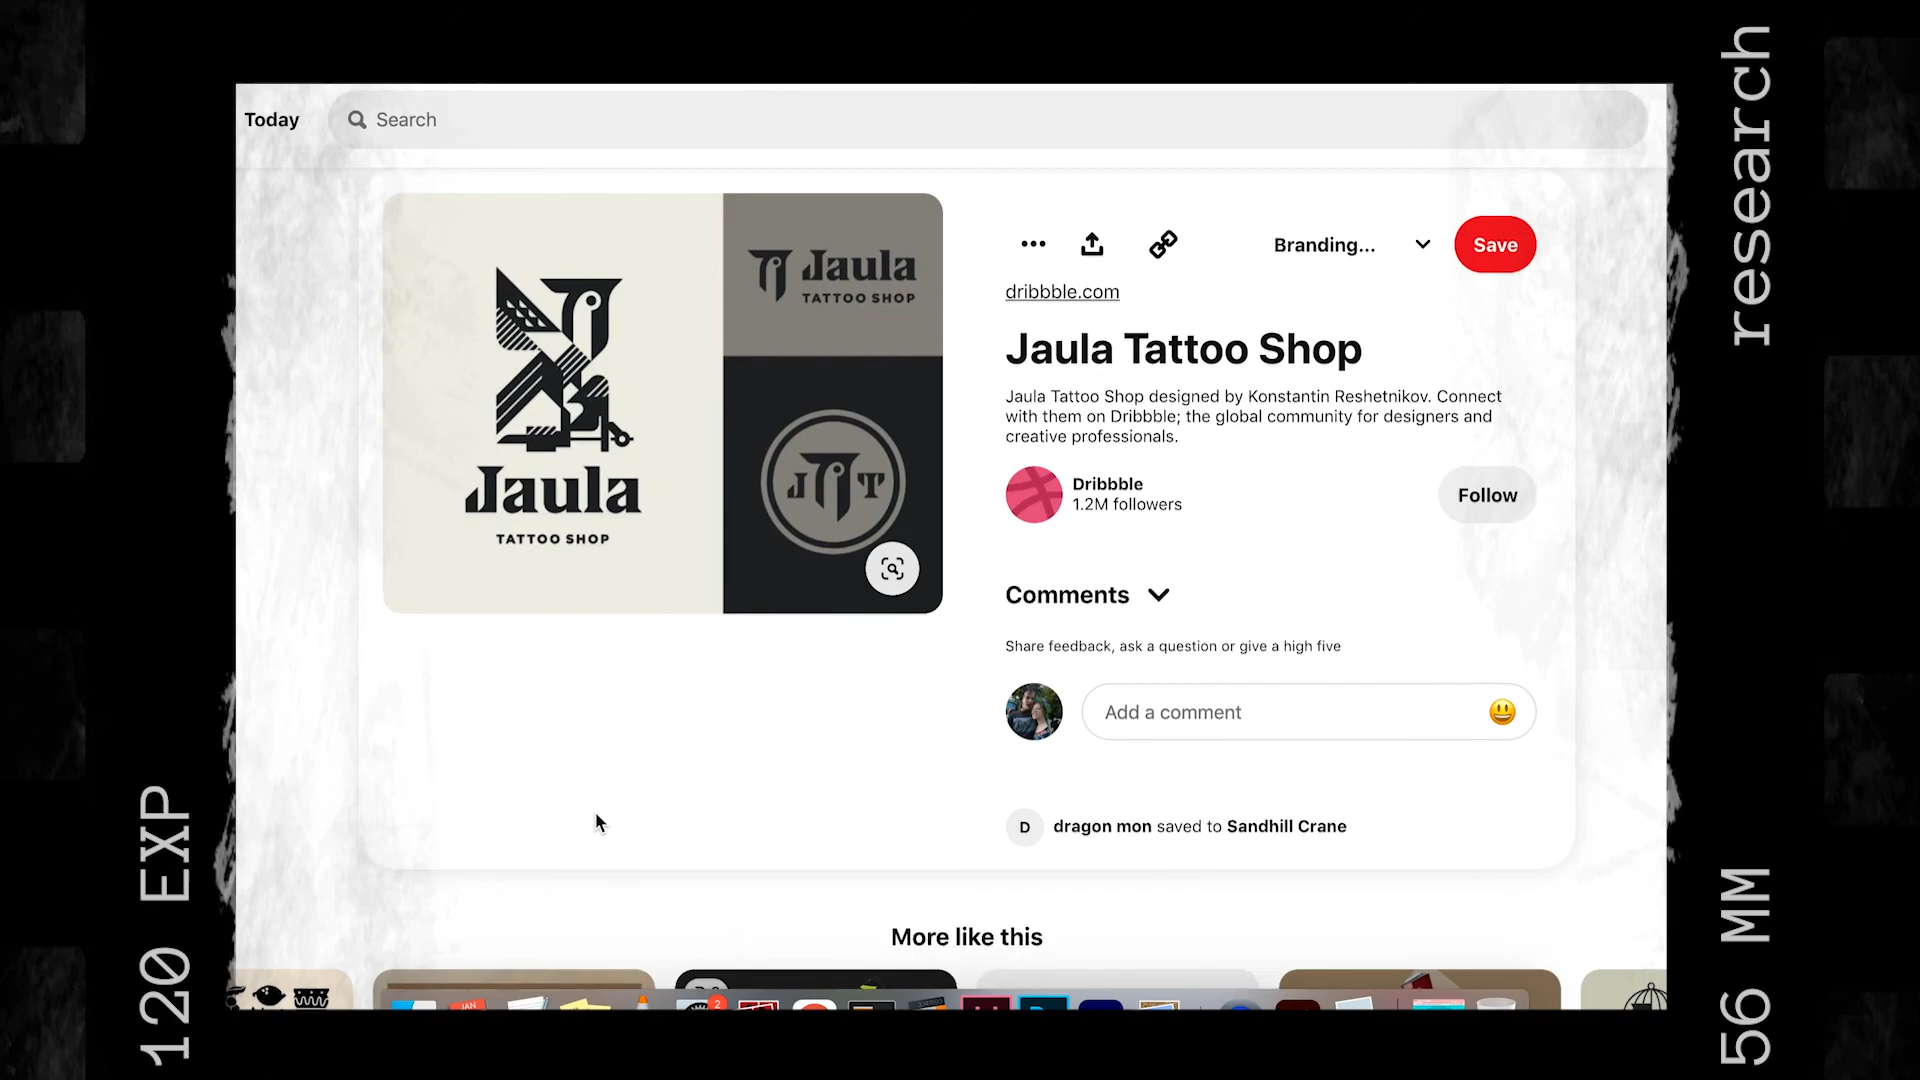 research
Today
Search
Jaula
TATTOO SHOP
Jaula
TATTOO SHOP
J T
Branding...
Save
dribbble.com
Jaula Tattoo Shop
Jaula Tattoo Shop designed by Konstantin Reshetnikov. Connect
with them on Dribbble; the global community for designers and
creative professionals.
Dribbble
1.2M followers
Follow
Comments
Share feedback, ask a question or give a high five
Add a comment
D
dragon mon saved to Sandhill Crane
More like this
JAN
2
120 EXP
56 MM